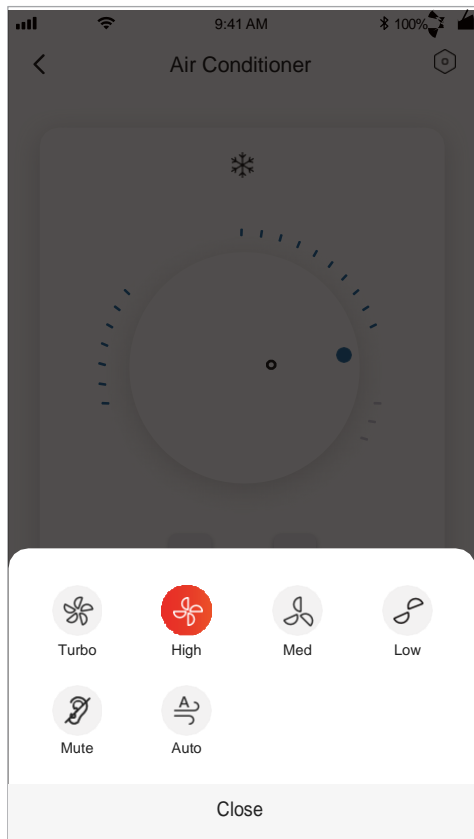 9:41 AM 100%
Air Conditioner
Turbo High Med Low
A
Mute Auto
Close